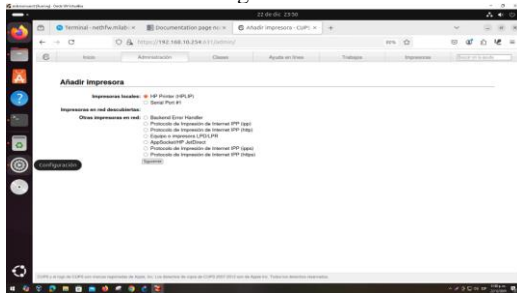 22 de dic 23:50
Terminal - netbfw.milab:~
Documentation page no: ×
Añadir impresora - CUPS ×
https://192.168.10.254:631/admin/
Inicio Administración Clases Ayuda en línea Trabajos Impresoras
Añadir impresora
Impresoras locales: HP Printer (HPLIP)
Serial Port #1
Impresoras en red descubiertas:
Otras impresoras en red: Backend Error Handler
Protocolo de Impresión de Internet IPP (ipp)
Protocolo de Impresión de Internet IPP (http)
Equipo o impresora LPD/LPR
AppSocket/HP JetDirect
Protocolo de Impresión de Internet IPP (ipps)
Protocolo de Impresión de Internet IPP (https)
Siguiente
Configuración